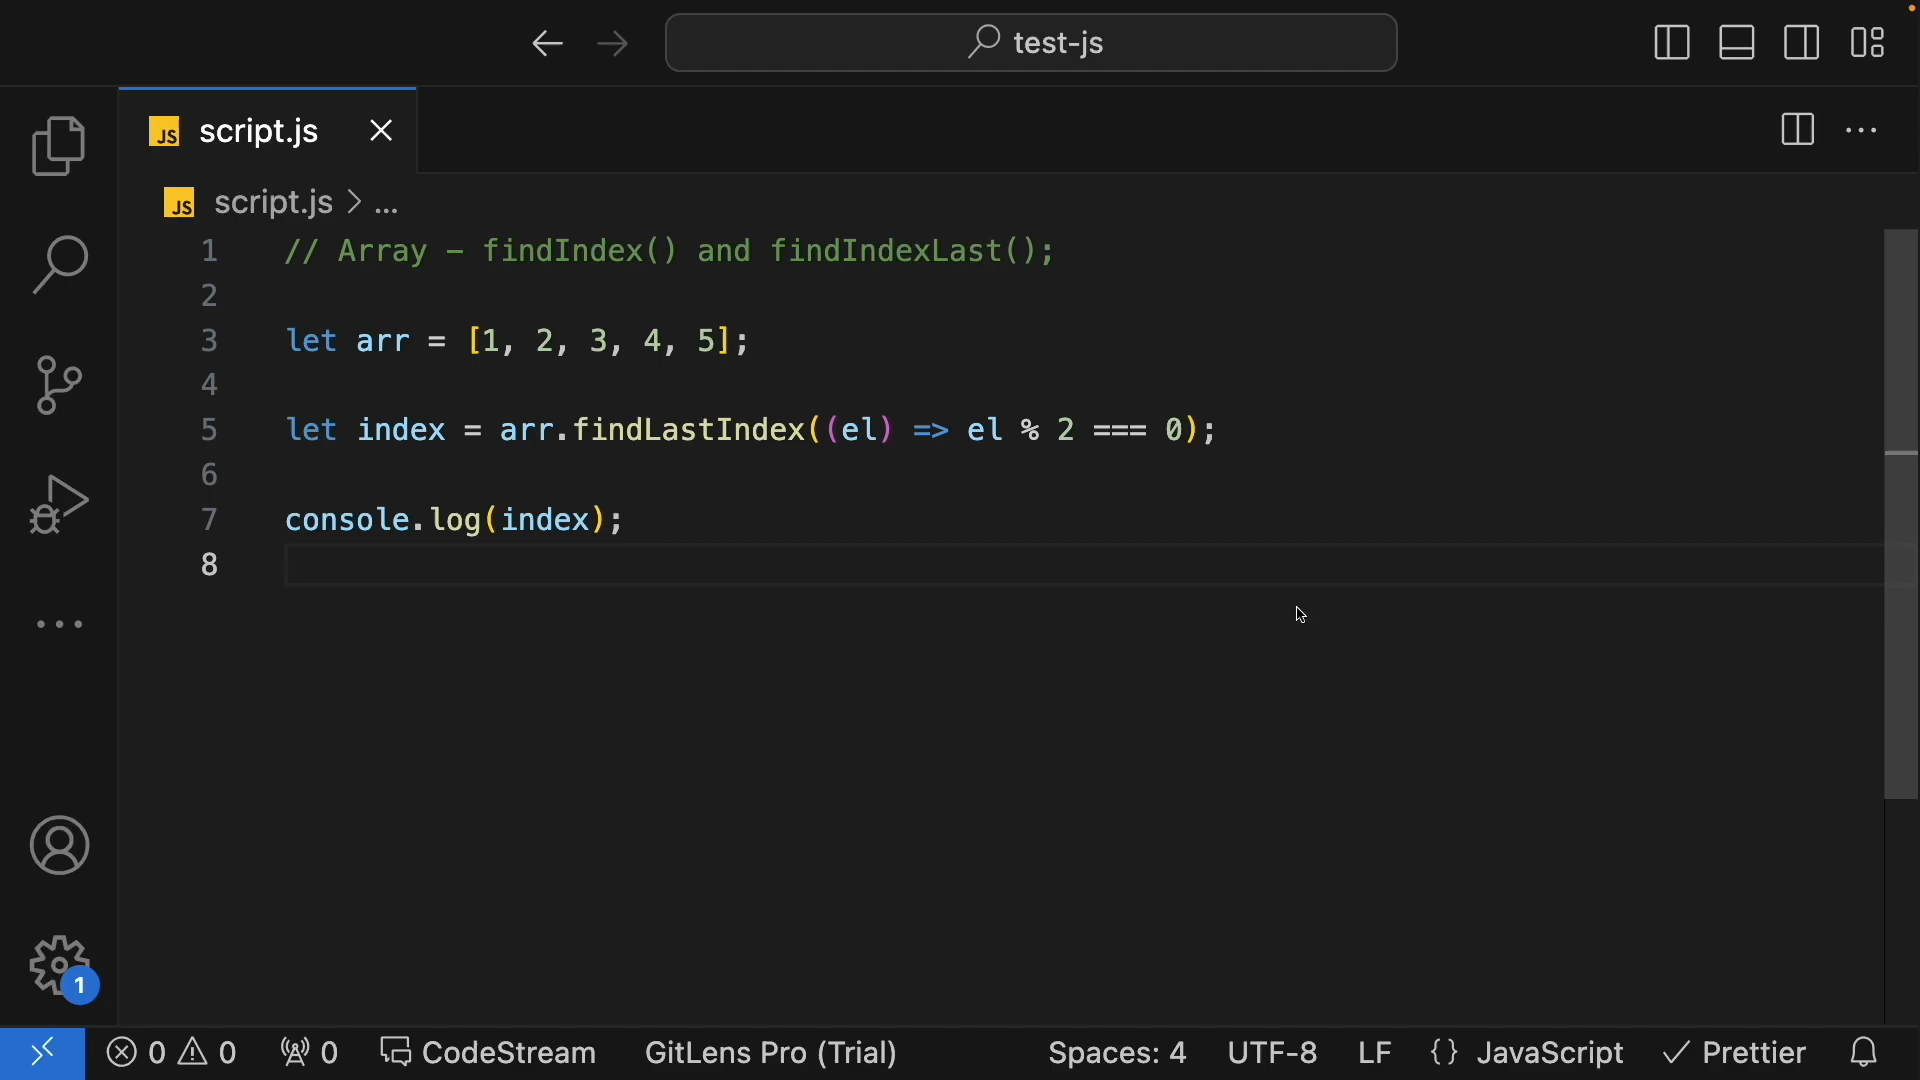 test-js
JS script.js
JS script.js > ...
1 // Array - findIndex() and findIndexLast();
2
3 let arr = [1, 2, 3, 4, 5];
4
5 let index = arr.findLastIndex((el) => el % 2 === 0);
6
7 console.log(index);
8
1
0 0 0 CodeStream GitLens Pro (Trial) Spaces: 4 UTF-8 LF {} JavaScript Prettier